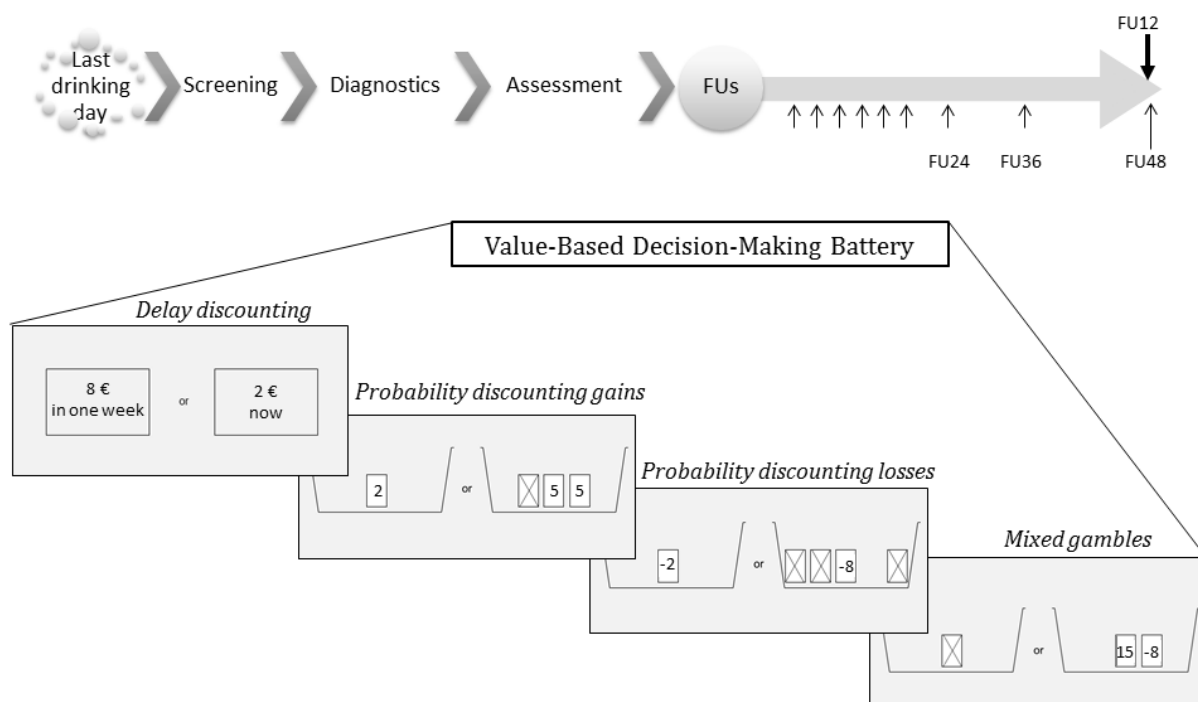 FU12
Last
drinking
day
Screening
Diagnostics
Assessment
FUs
FU24
FU36
FU48
Value-Based Decision-Making Battery
Delay discounting
8 €
in one week
or
2 €
now
Probability discounting gains
2
or
5 5
Probability discounting losses
-2
or
-8
Mixed gambles
or
15 -8